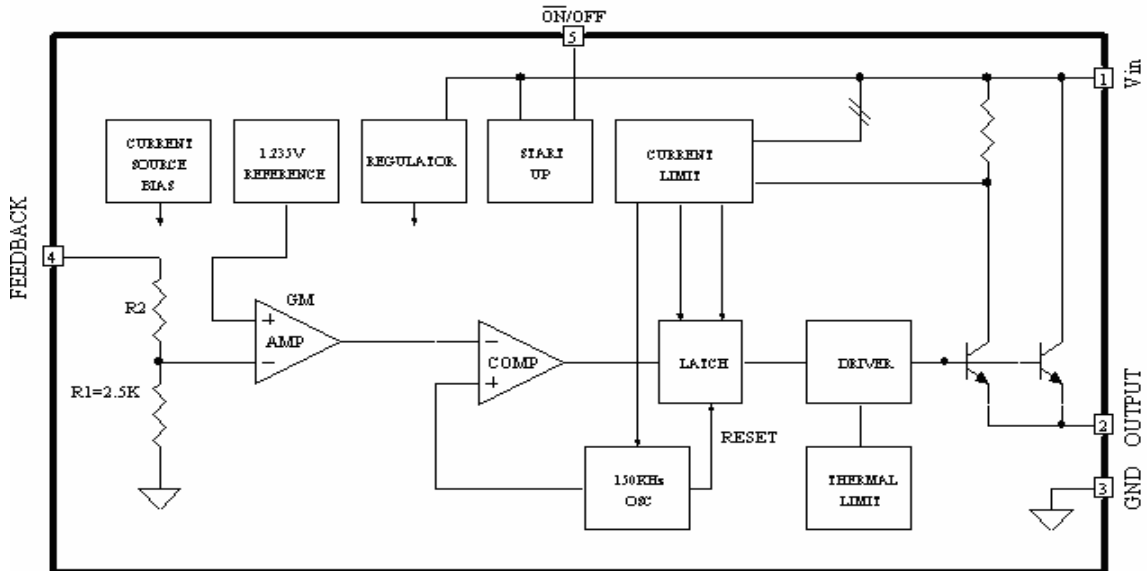 ON/OFF
5
1
Vin
CURRENT
SOURCE
BIAS
1.235V
REFERENCE
REGULATOR
START
UP
CURRENT
LIMIT
4
FEEDBACK
R2
GM
+
AMP
−
−
COMP
+
LATCH
DRIVER
R1=2.5K
RESET
2
OUTPUT
150KHz
OSC
THERMAL
LIMIT
3
GND